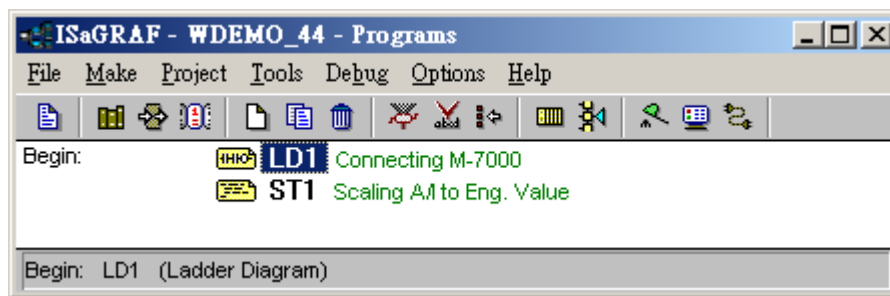 ISaGRAF - WDEMO_44 - Programs
File Make Project Tools Debug Options Help
Begin: LD1 Connecting M-7000
ST1 Scaling A/I to Eng. Value
Begin: LD1 (Ladder Diagram)